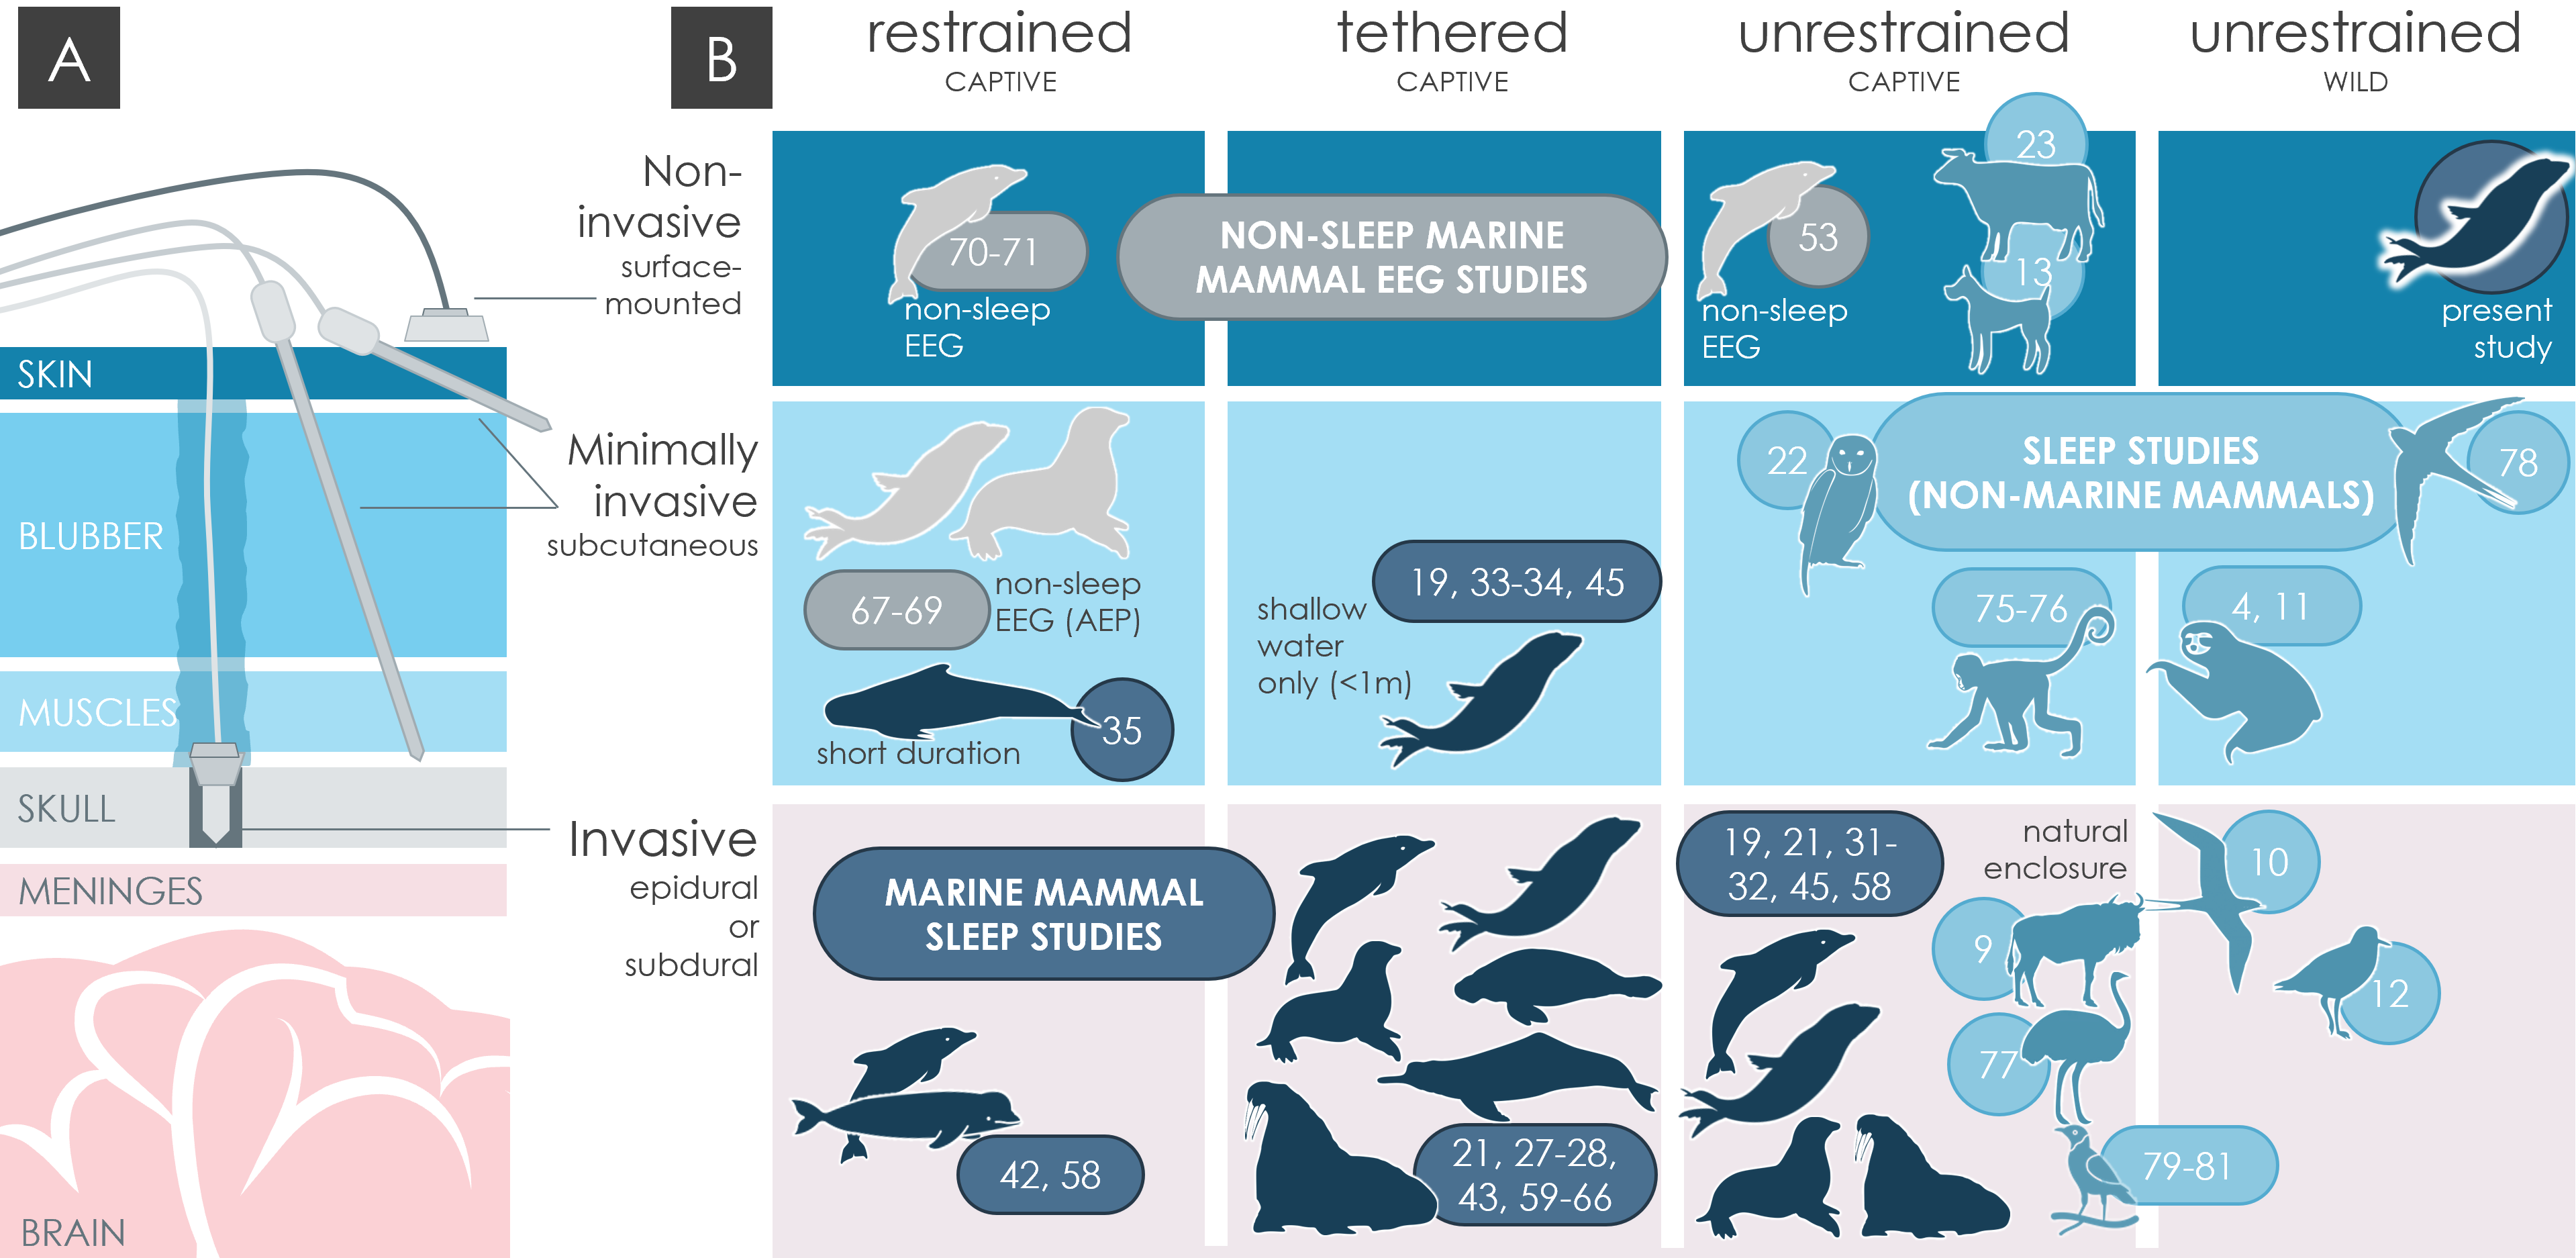 A
Non-
invasive
surface-
mounted
SKIN
BLUBBER
Minimally
invasive
subcutaneous
MUSCLES
SKULL
Invasive
epidural
or
subdural
MENINGES
BRAIN
B
restrained
CAPTIVE
tethered
CAPTIVE
unrestrained
CAPTIVE
unrestrained
WILD
70-71
non-sleep
EEG
NON-SLEEP MARINE
MAMMAL EEG STUDIES
53
non-sleep
EEG
23
13
present
study
67-69
non-sleep
EEG (AEP)
35
short duration
19, 33-34, 45
shallow
water
only (<1m)
22
SLEEP STUDIES
(NON-MARINE MAMMALS)
78
75-76
4, 11
MARINE MAMMAL
SLEEP STUDIES
42, 58
21, 27-28,
43, 59-66
19, 21, 31-
32, 45, 58
natural
enclosure
9
77
79-81
10
12